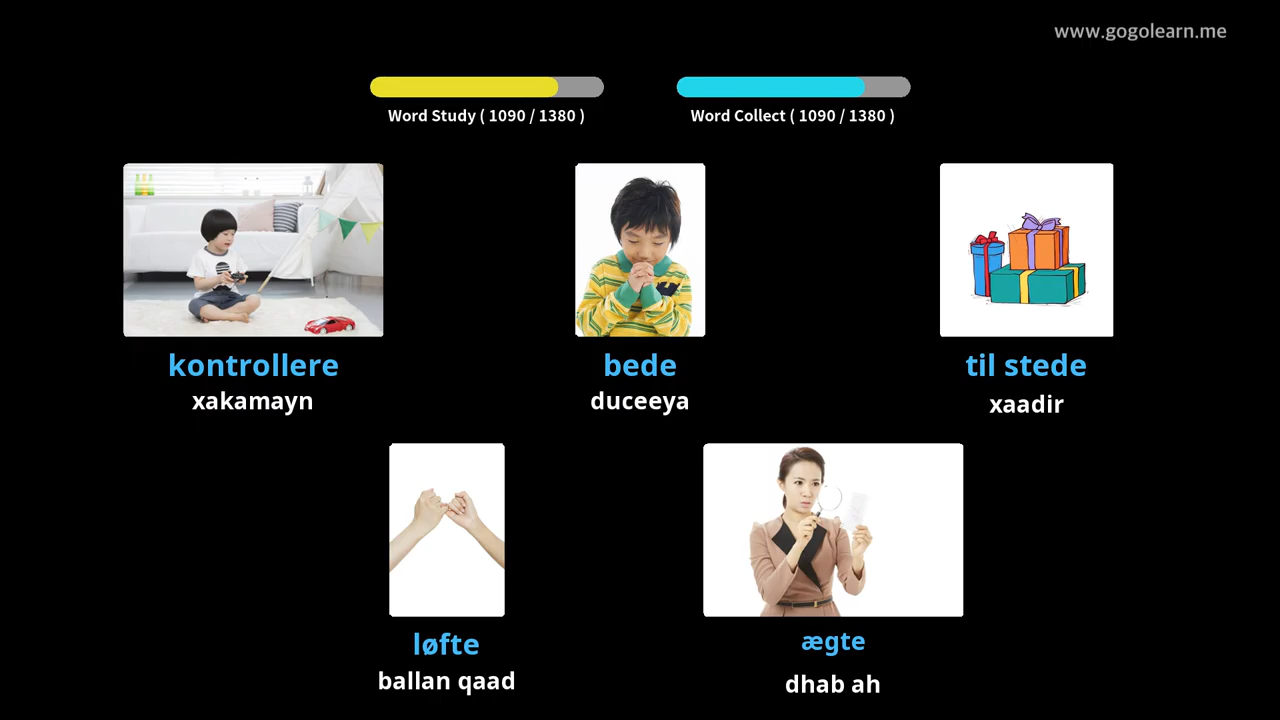 www.gogolearn.me
Word Study ( 1090 / 1380 )
Word Collect ( 1090 / 1380 )
kontrollere
xakamayn
bede
duceeya
til stede
xaadir
løfte
ballan qaad
ægte
dhab ah